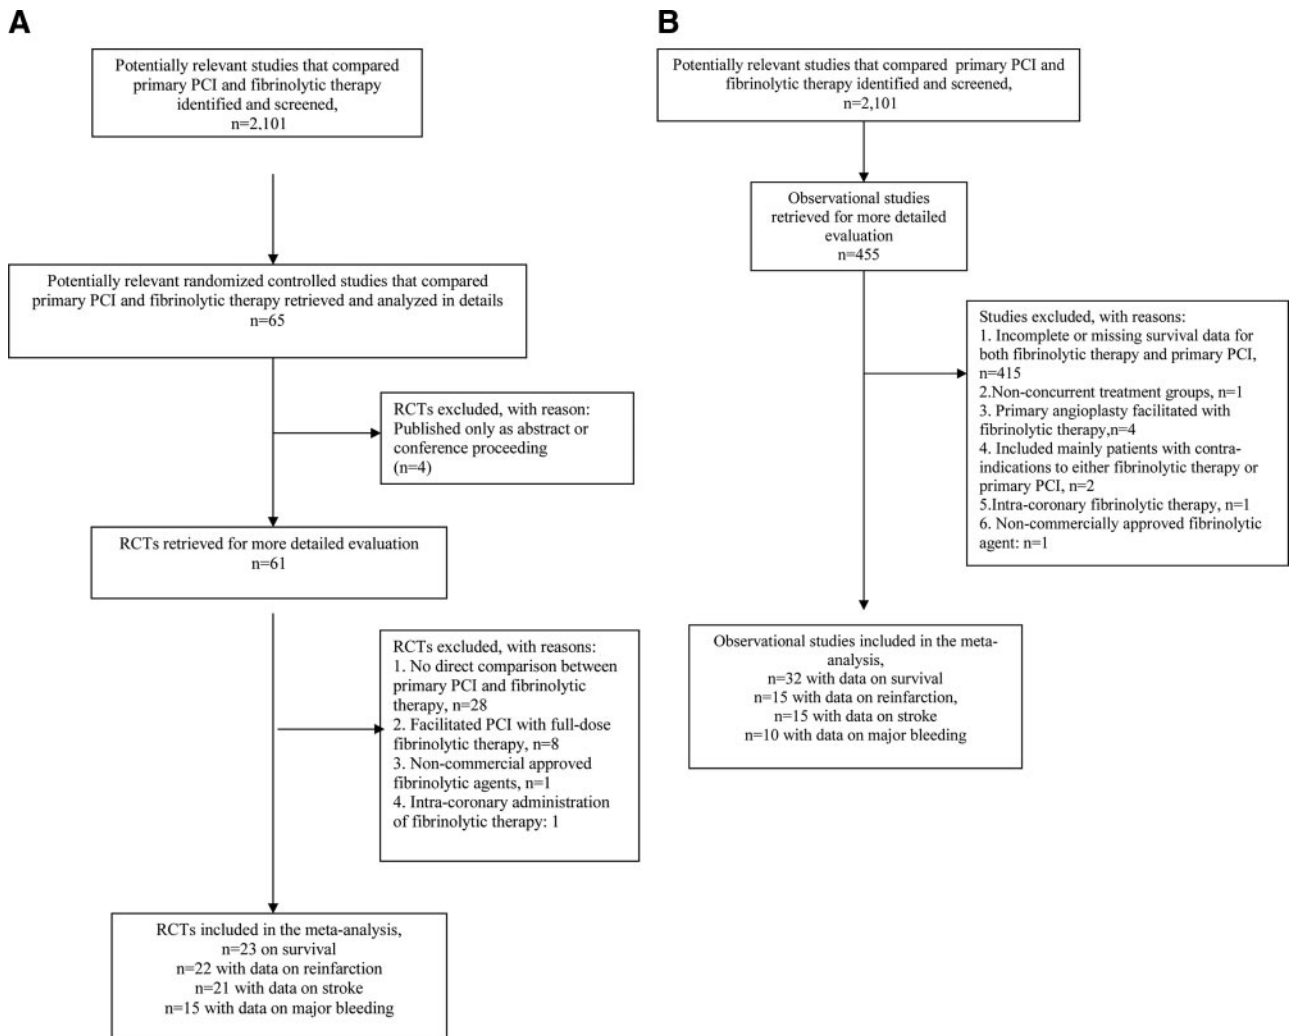 A
Potentially relevant studies that compared
primary PCI and fibrinolytic therapy
identified and screened,
n=2,101
Potentially relevant randomized controlled studies that compared
primary PCI and fibrinolytic therapy retrieved and analyzed in details
n=65
RCTs excluded, with reason:
Published only as abstract or
conference proceeding
(n=4)
RCTs retrieved for more detailed evaluation
n=61
RCTs excluded, with reasons:
1. No direct comparison between
primary PCI and fibrinolytic
therapy, n=28
2. Facilitated PCI with full-dose
fibrinolytic therapy, n=8
3. Non-commercial approved
fibrinolytic agents, n=1
4. Intra-coronary administration
of fibrinolytic therapy: 1
RCTs included in the meta-analysis,
n=23 on survival
n=22 with data on reinfarction
n=21 with data on stroke
n=15 with data on major bleeding
B
Potentially relevant studies that compared primary PCI and
fibrinolytic therapy identified and screened,
n=2,101
Observational studies
retrieved for more detailed
evaluation
n=455
Studies excluded, with reasons:
1. Incomplete or missing survival data for
both fibrinolytic therapy and primary PCI,
n=415
2.Non-concurrent treatment groups, n=1
3. Primary angioplasty facilitated with
fibrinolytic therapy,n=4
4. Included mainly patients with contra-
indications to either fibrinolytic therapy or
primary PCI, n=2
5.Intra-coronary fibrinolytic therapy, n=1
6. Non-commercially approved fibrinolytic
agent: n=1
Observational studies included in the meta-
analysis,
n=32 with data on survival
n=15 with data on reinfarction,
n=15 with data on stroke
n=10 with data on major bleeding